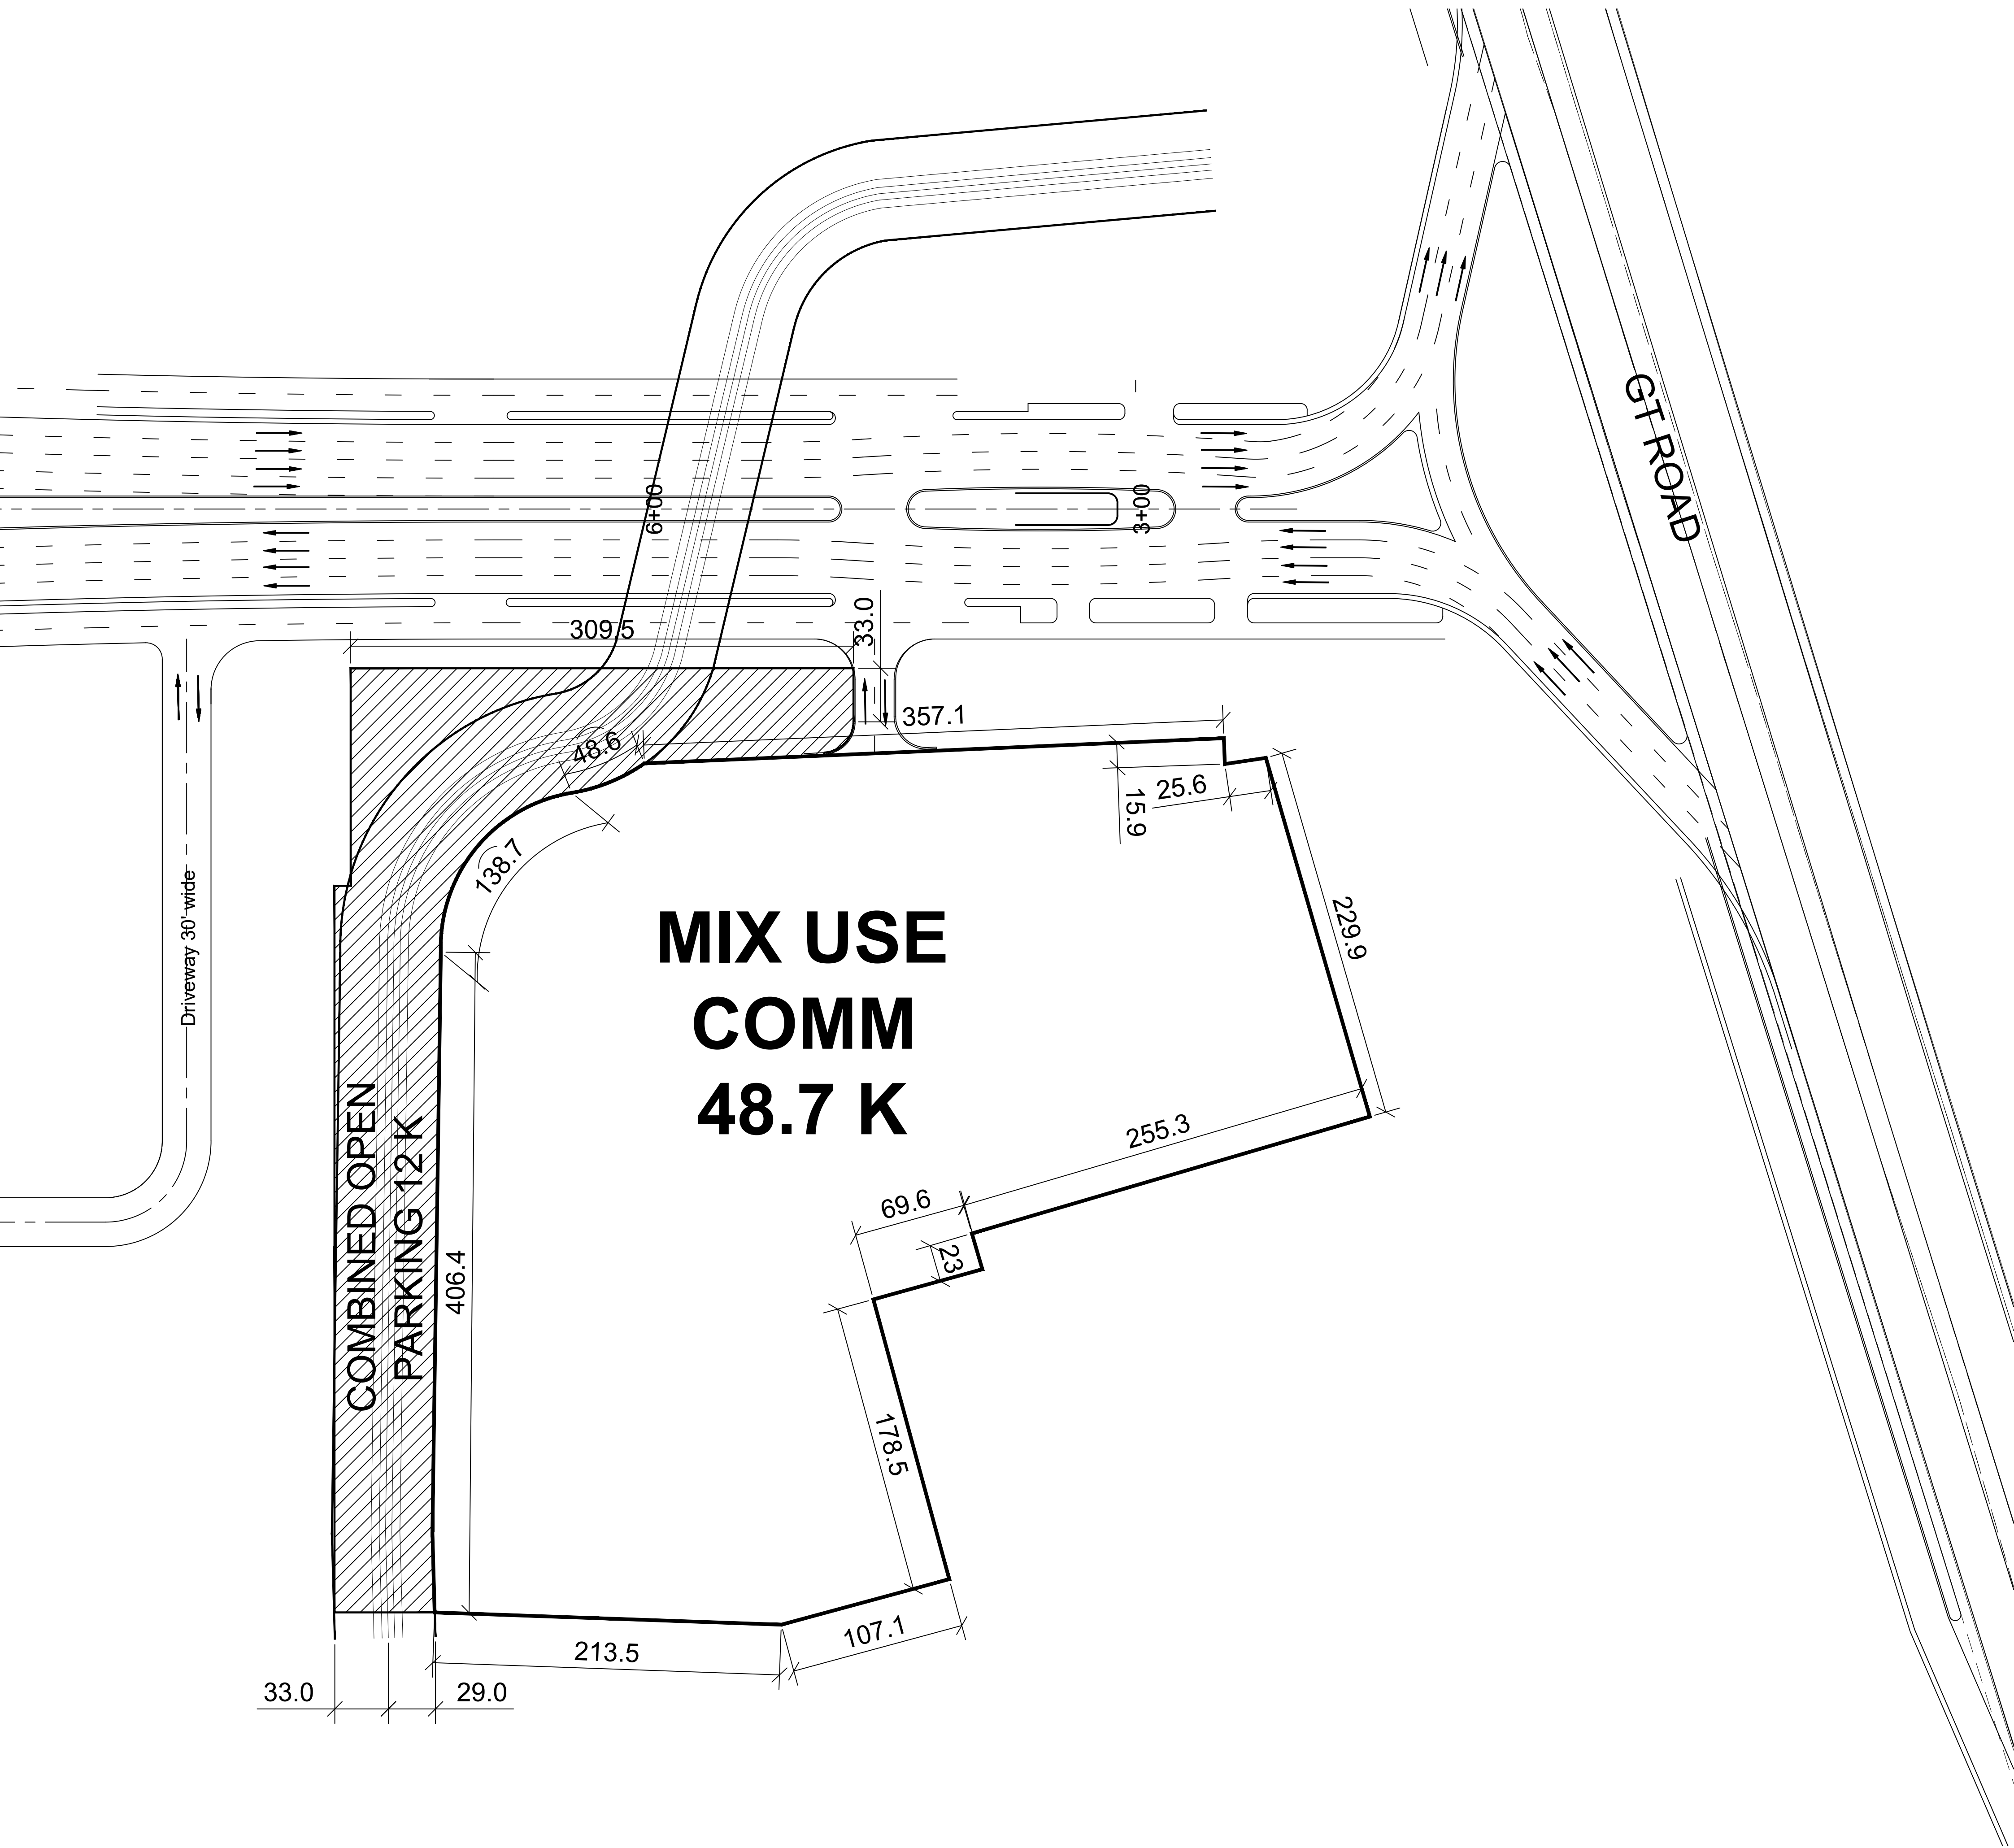 GT ROAD
6+00
3+00
309.5
33.0
357.1
48.6
25.6
15.9
138.7
229.9
Driveway 30' wide
MIX USE
COMM
48.7 K
COMBINED OPEN
PARKING 12 K
255.3
69.6
23
406.4
178.5
107.1
213.5
33.0
29.0